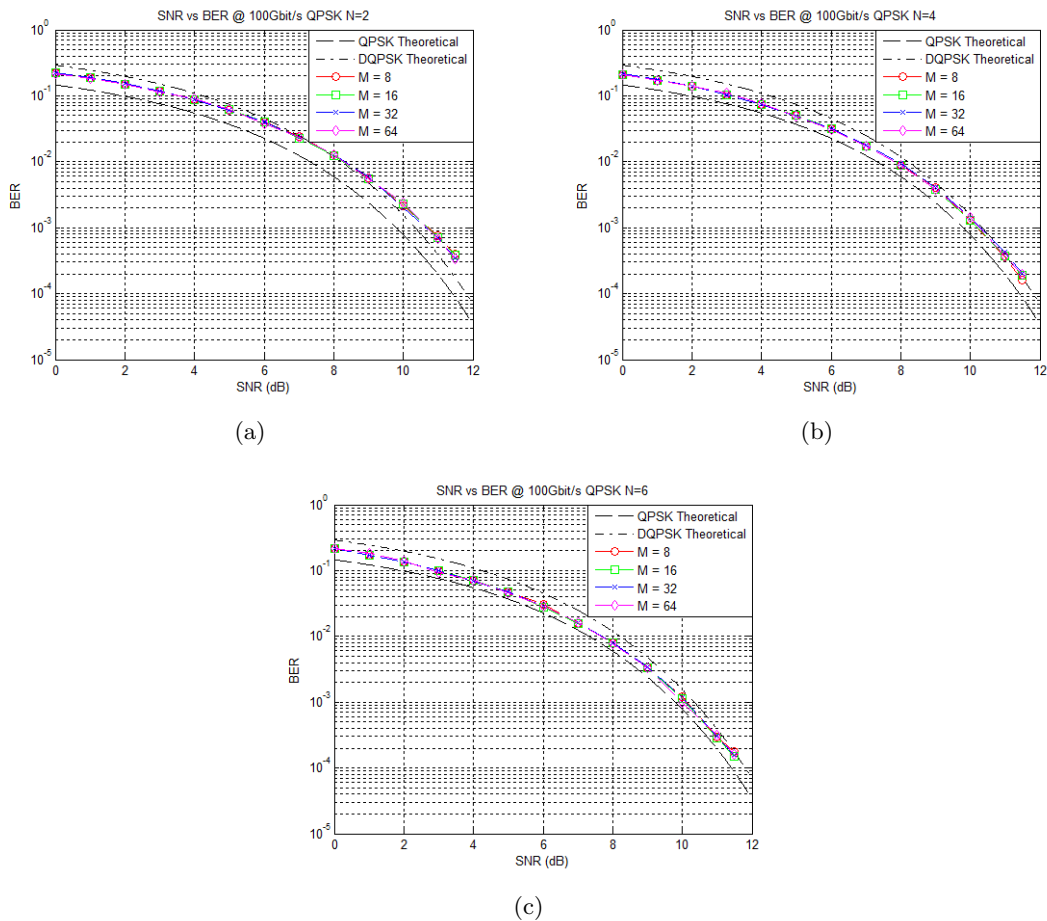 SNR vs BER @ 100Gbit/s QPSK N=2
10^0
10^-1
10^-2
10^-3
10^-4
10^-5
BER
0 2 4 6 8 10 12
SNR (dB)
QPSK Theoretical
DQPSK Theoretical
M = 8
M = 16
M = 32
M = 64
(a)
SNR vs BER @ 100Gbit/s QPSK N=4
10^0
10^-1
10^-2
10^-3
10^-4
10^-5
BER
0 2 4 6 8 10 12
SNR (dB)
QPSK Theoretical
DQPSK Theoretical
M = 8
M = 16
M = 32
M = 64
(b)
SNR vs BER @ 100Gbit/s QPSK N=6
10^0
10^-1
10^-2
10^-3
10^-4
10^-5
BER
0 2 4 6 8 10 12
SNR (dB)
QPSK Theoretical
DQPSK Theoretical
M = 8
M = 16
M = 32
M = 64
(c)